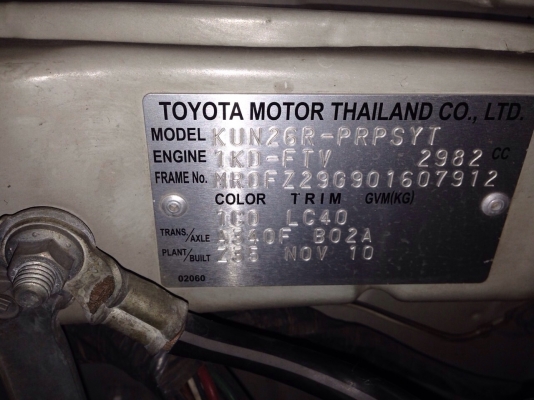 TOYOTA MOTOR THAILAND CO., LTD.
MODEL KUN26R-PRPSYT
ENGINE 1KD-FTV 2982 CC
FRAME No. MR0FZ29G901607912
COLOR TRIM GVM(KG)
LC40
TRANS./AXLE B02A
PLANT/BUILT NOV 10
02060